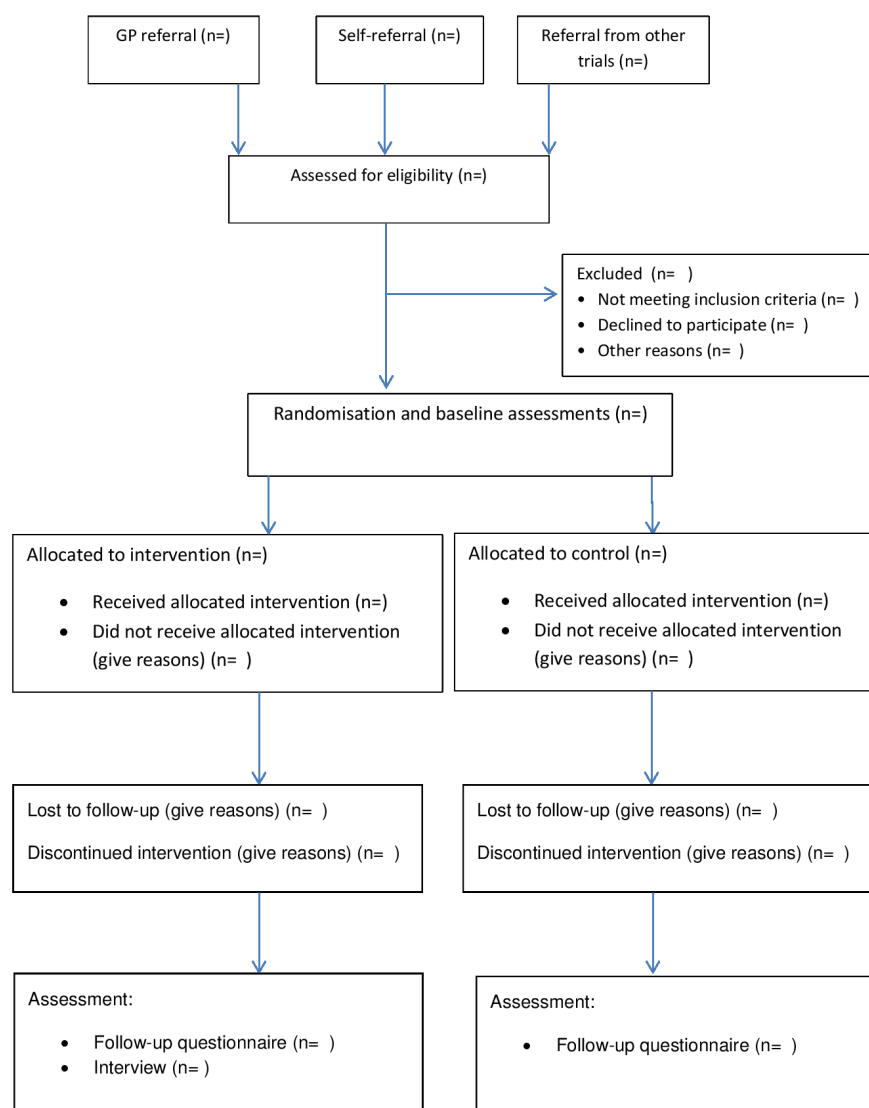 GP referral (n=)
Self-referral (n=)
Referral from other
trials (n=)
Assessed for eligibility (n=)
Excluded  (n=  )
• Not meeting inclusion criteria (n=  )
• Declined to participate (n=  )
• Other reasons (n=  )
Randomisation and baseline assessments (n=)
Allocated to intervention (n=)
• Received allocated intervention (n=)
• Did not receive allocated intervention
(give reasons) (n=  )
Allocated to control (n=)
• Received allocated intervention (n=)
• Did not receive allocated intervention
(give reasons) (n=  )
Lost to follow-up (give reasons) (n=  )
Discontinued intervention (give reasons) (n=  )
Lost to follow-up (give reasons) (n=  )
Discontinued intervention (give reasons) (n=  )
Assessment:
• Follow-up questionnaire (n=  )
• Interview (n= )
Assessment:
• Follow-up questionnaire (n=  )